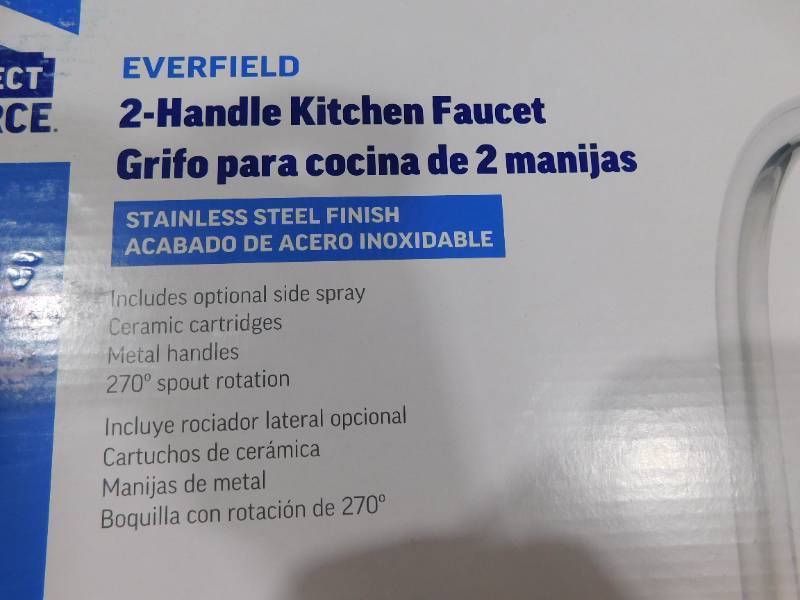 ECT
RCE.
EVERFIELD
2-Handle Kitchen Faucet
Grifo para cocina de 2 manijas
STAINLESS STEEL FINISH
ACABADO DE ACERO INOXIDABLE
Includes optional side spray
Ceramic cartridges
Metal handles
270° spout rotation
Incluye rociador lateral opcional
Cartuchos de cerámica
Manijas de metal
Boquilla con rotación de 270°